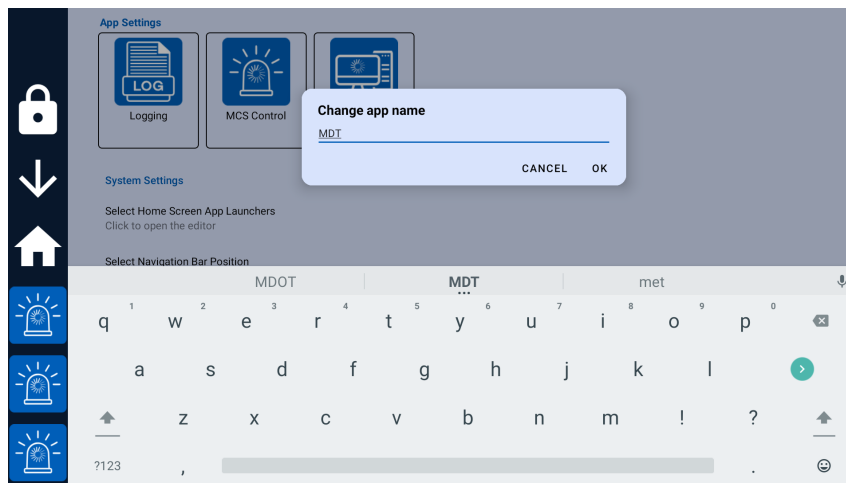 App Settings
LOG
Logging
MCS Control
Change app name
MDT
CANCEL OK
System Settings
Select Home Screen App Launchers
Click to open the editor
Select Navigation Bar Position
MDOT MDT met
q 1 w 2 e 3 r 4 t 5 y 6 u 7 i 8 o 9 p 0
a s d f g h j k l
z x c v b n m ! ?
?123 , .